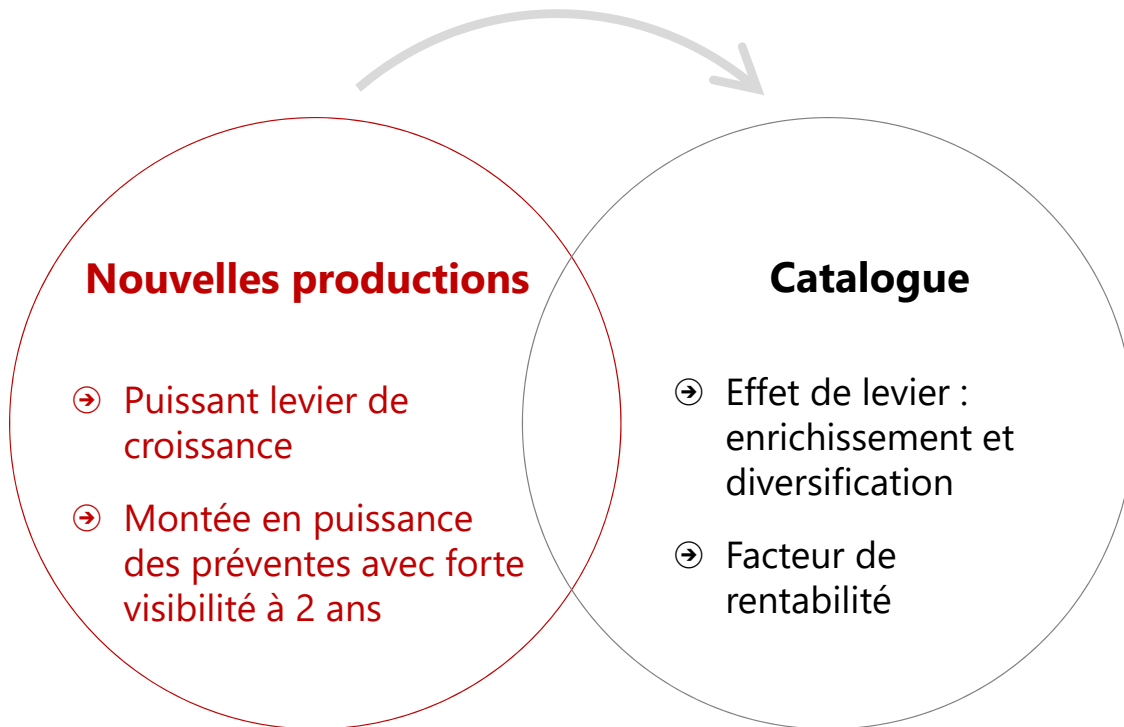 Nouvelles productions
Puissant levier de
croissance
Montée en puissance
des préventes avec forte
visibilité à 2 ans
Catalogue
Effet de levier :
enrichissement et
diversification
Facteur de
rentabilité